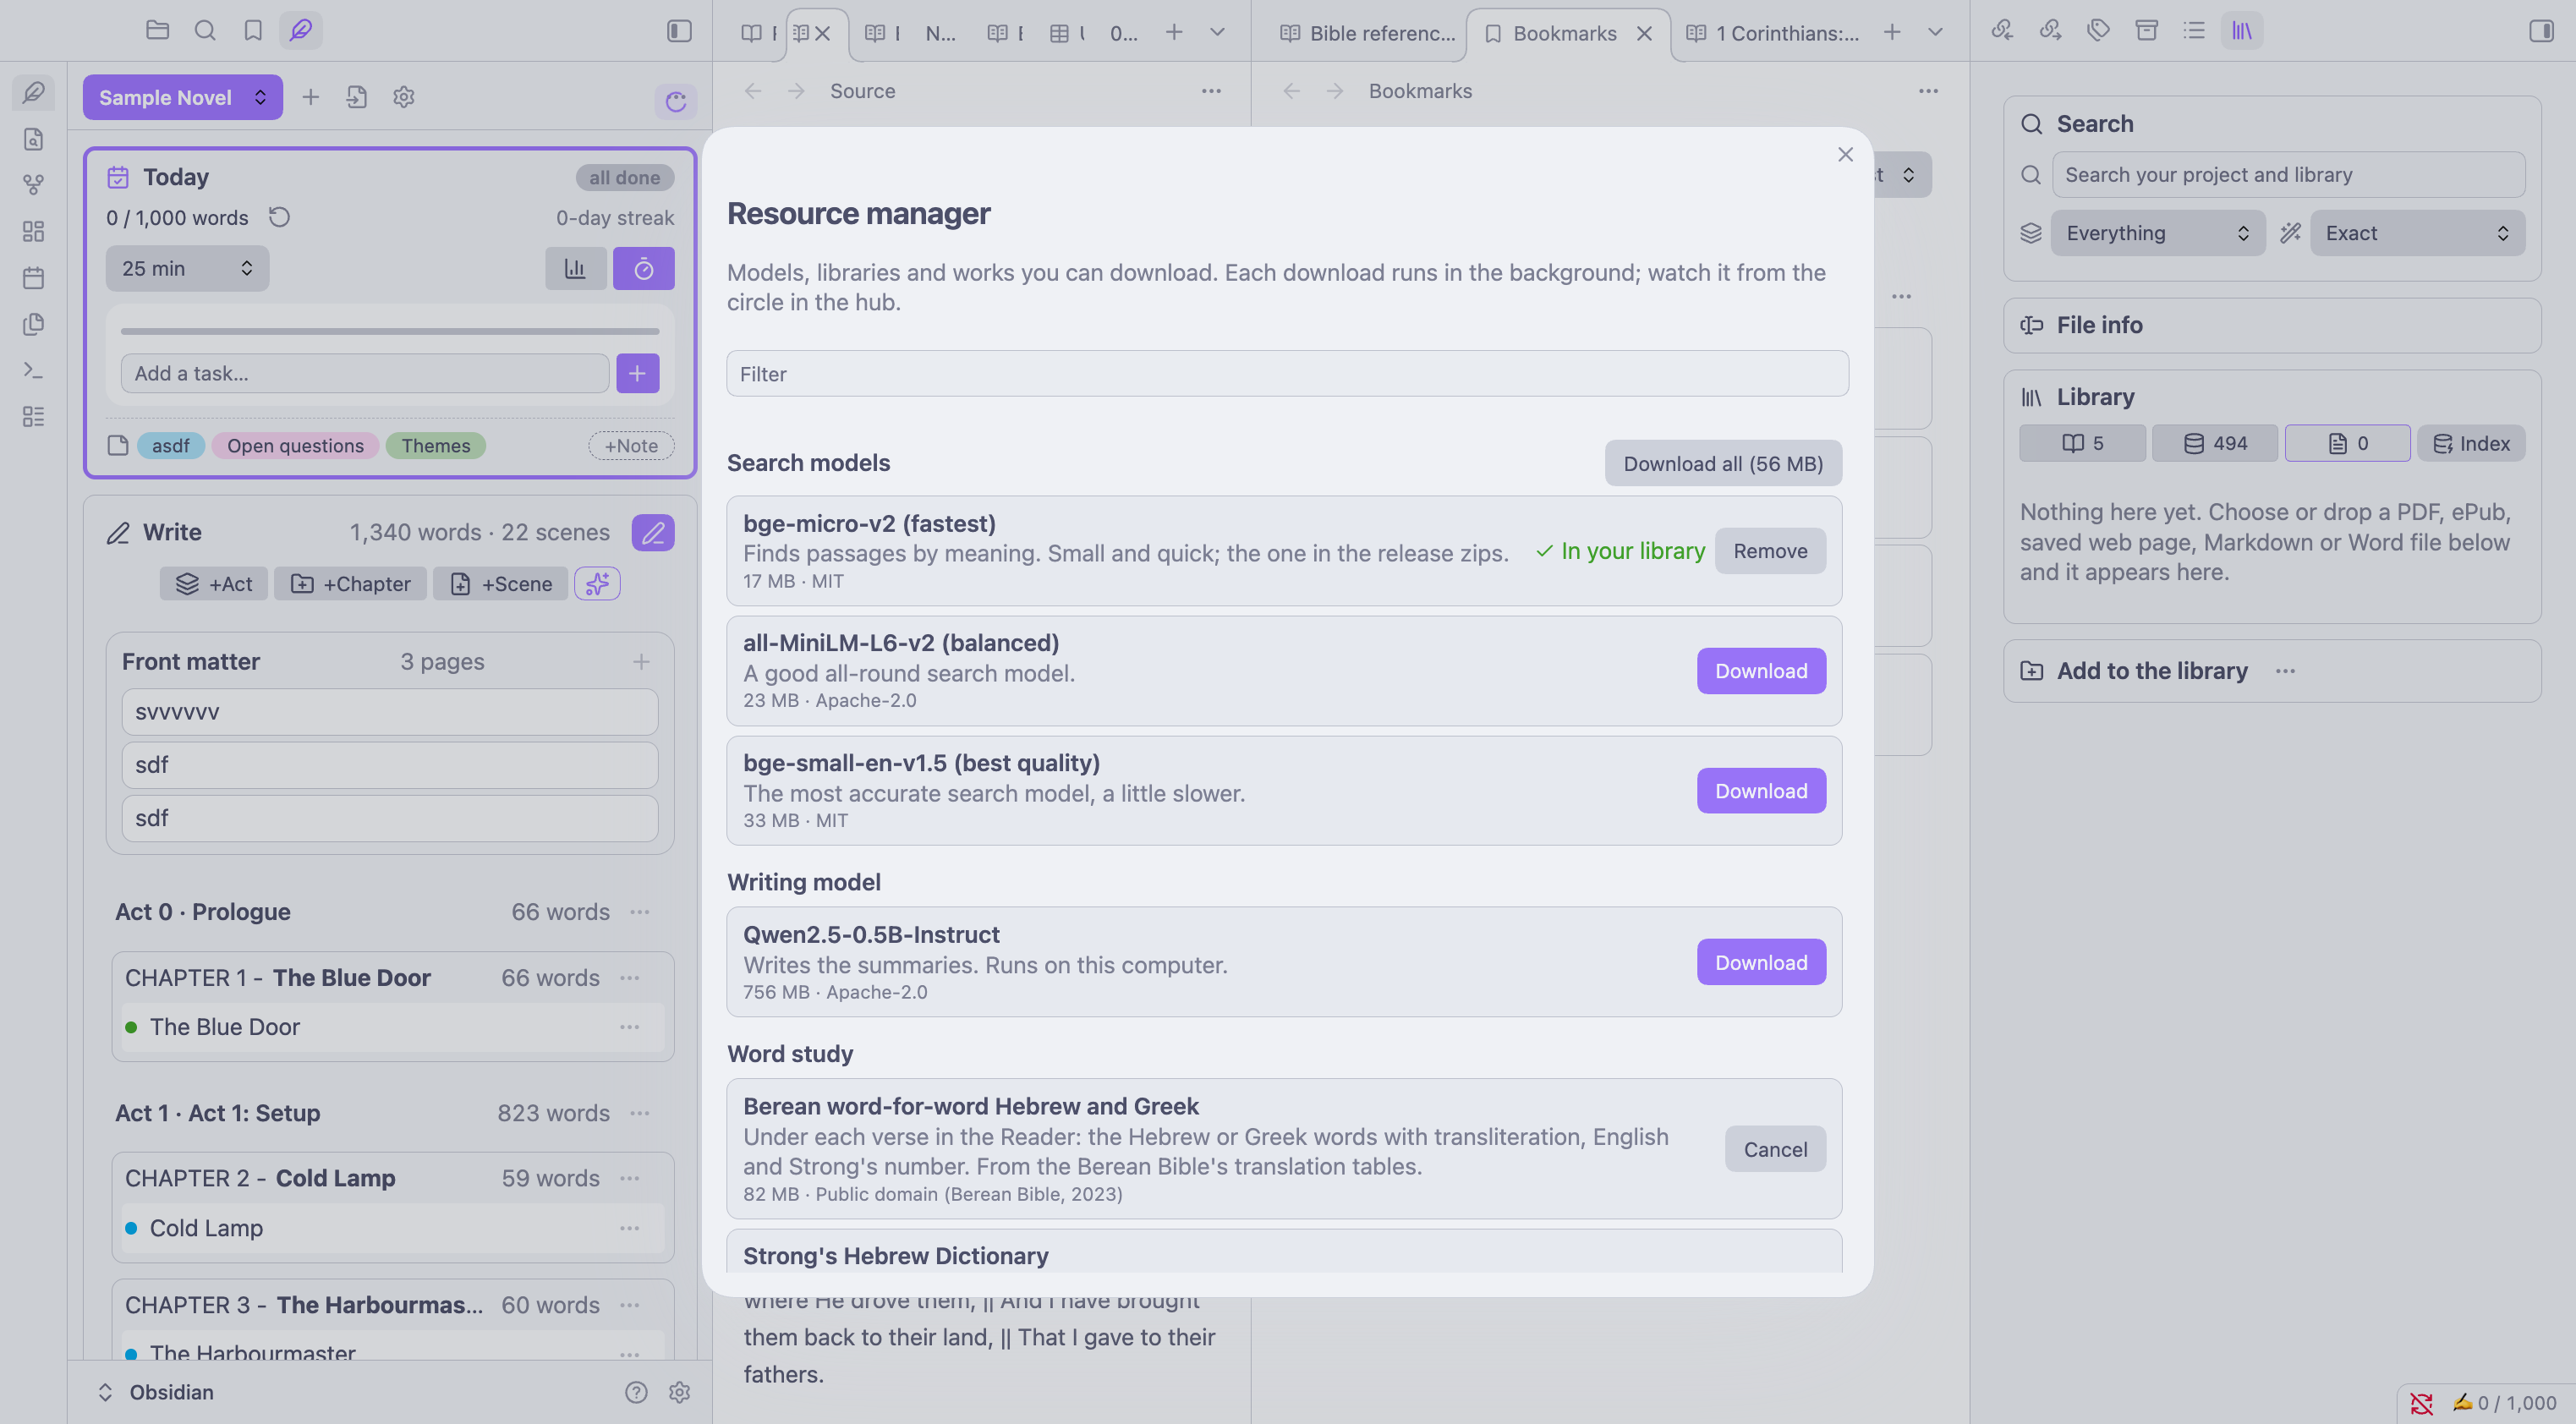 Bible referenc...
Bookmarks
1 Corinthians:...
N...
0...
Sample Novel
Source
Bookmarks
Today
all done
0 / 1,000 words
0-day streak
25 min
Add a task...
asdf
Open questions
Themes
+Note
Write
1,340 words · 22 scenes
+Act
+Chapter
+Scene
Front matter
3 pages
svvvvvv
sdf
sdf
Act 0 · Prologue
66 words
CHAPTER 1 - The Blue Door
66 words
The Blue Door
Act 1 · Act 1: Setup
823 words
CHAPTER 2 - Cold Lamp
59 words
Cold Lamp
CHAPTER 3 - The Harbourmas...
60 words
The Harbourmaster
Obsidian
Resource manager
Models, libraries and works you can download. Each download runs in the background; watch it from the
circle in the hub.
Filter
Search models
Download all (56 MB)
bge-micro-v2 (fastest)
Finds passages by meaning. Small and quick; the one in the release zips.
17 MB · MIT
In your library
Remove
all-MiniLM-L6-v2 (balanced)
A good all-round search model.
23 MB · Apache-2.0
Download
bge-small-en-v1.5 (best quality)
The most accurate search model, a little slower.
33 MB · MIT
Download
Writing model
Qwen2.5-0.5B-Instruct
Writes the summaries. Runs on this computer.
756 MB · Apache-2.0
Download
Word study
Berean word-for-word Hebrew and Greek
Under each verse in the Reader: the Hebrew or Greek words with transliteration, English
and Strong's number. From the Berean Bible's translation tables.
82 MB · Public domain (Berean Bible, 2023)
Cancel
Strong's Hebrew Dictionary
where He drove them, || And I have brought
them back to their land, || That I gave to their
fathers.
Search
Search your project and library
Everything
Exact
File info
Library
5
494
0
Index
Nothing here yet. Choose or drop a PDF, ePub,
saved web page, Markdown or Word file below
and it appears here.
Add to the library
0 / 1,000